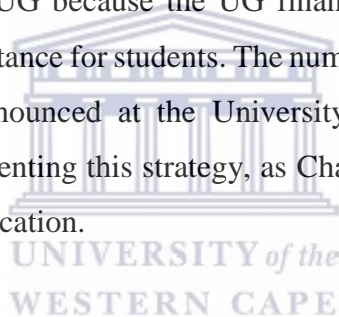 UG because the UG finan
tance for students. The num
nounced at the University
enting this strategy, as Cha
cation.
UNIVERSITY of the
WESTERN CAPE